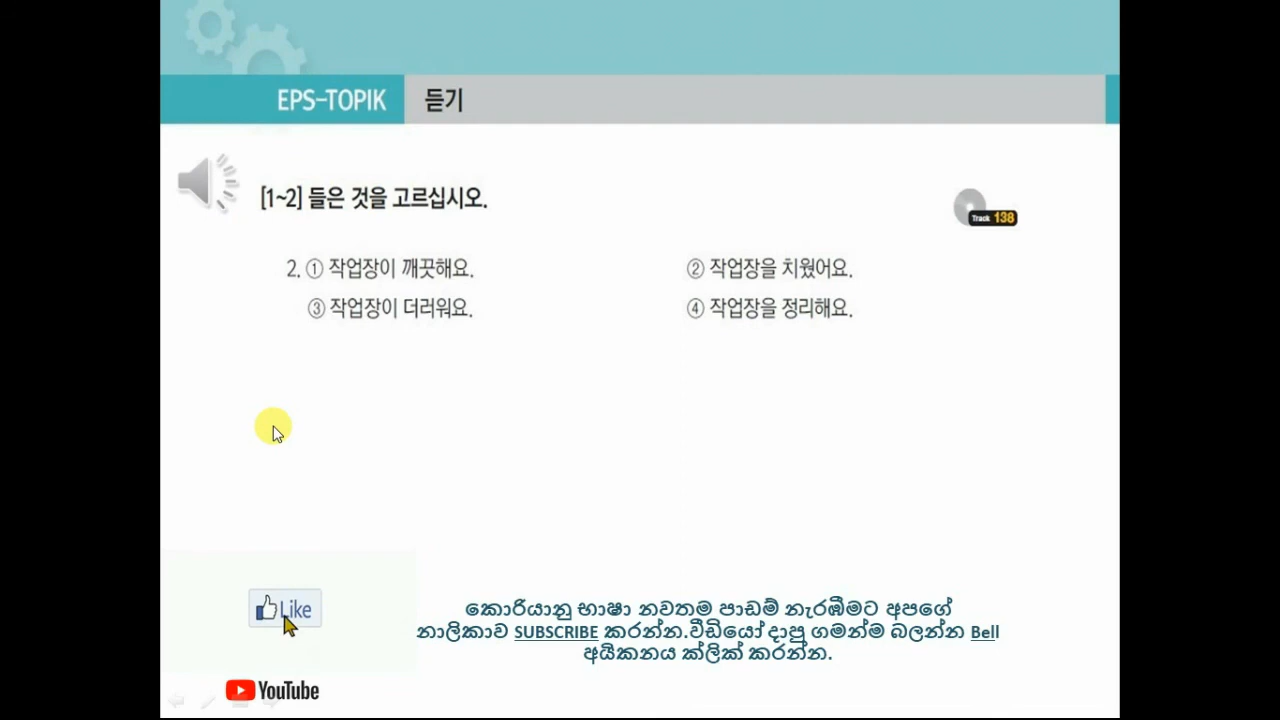 EPS-TOPIK 듣기
[1~2] 들은 것을 고르십시오.
Track 138
2. ① 작업장이 깨끗해요. ② 작업장을 치웠어요.
③ 작업장이 더러워요. ④ 작업장을 정리해요.
Like
කොරියානු භාෂා නවතම පාඩම් නැරඹීමට අපගේ
නාලිකාව SUBSCRIBE කරන්න.වීඩියෝ දාපු ගමන්ම බලන්න Bell
අයිකනය ක්ලික් කරන්න.
YouTube